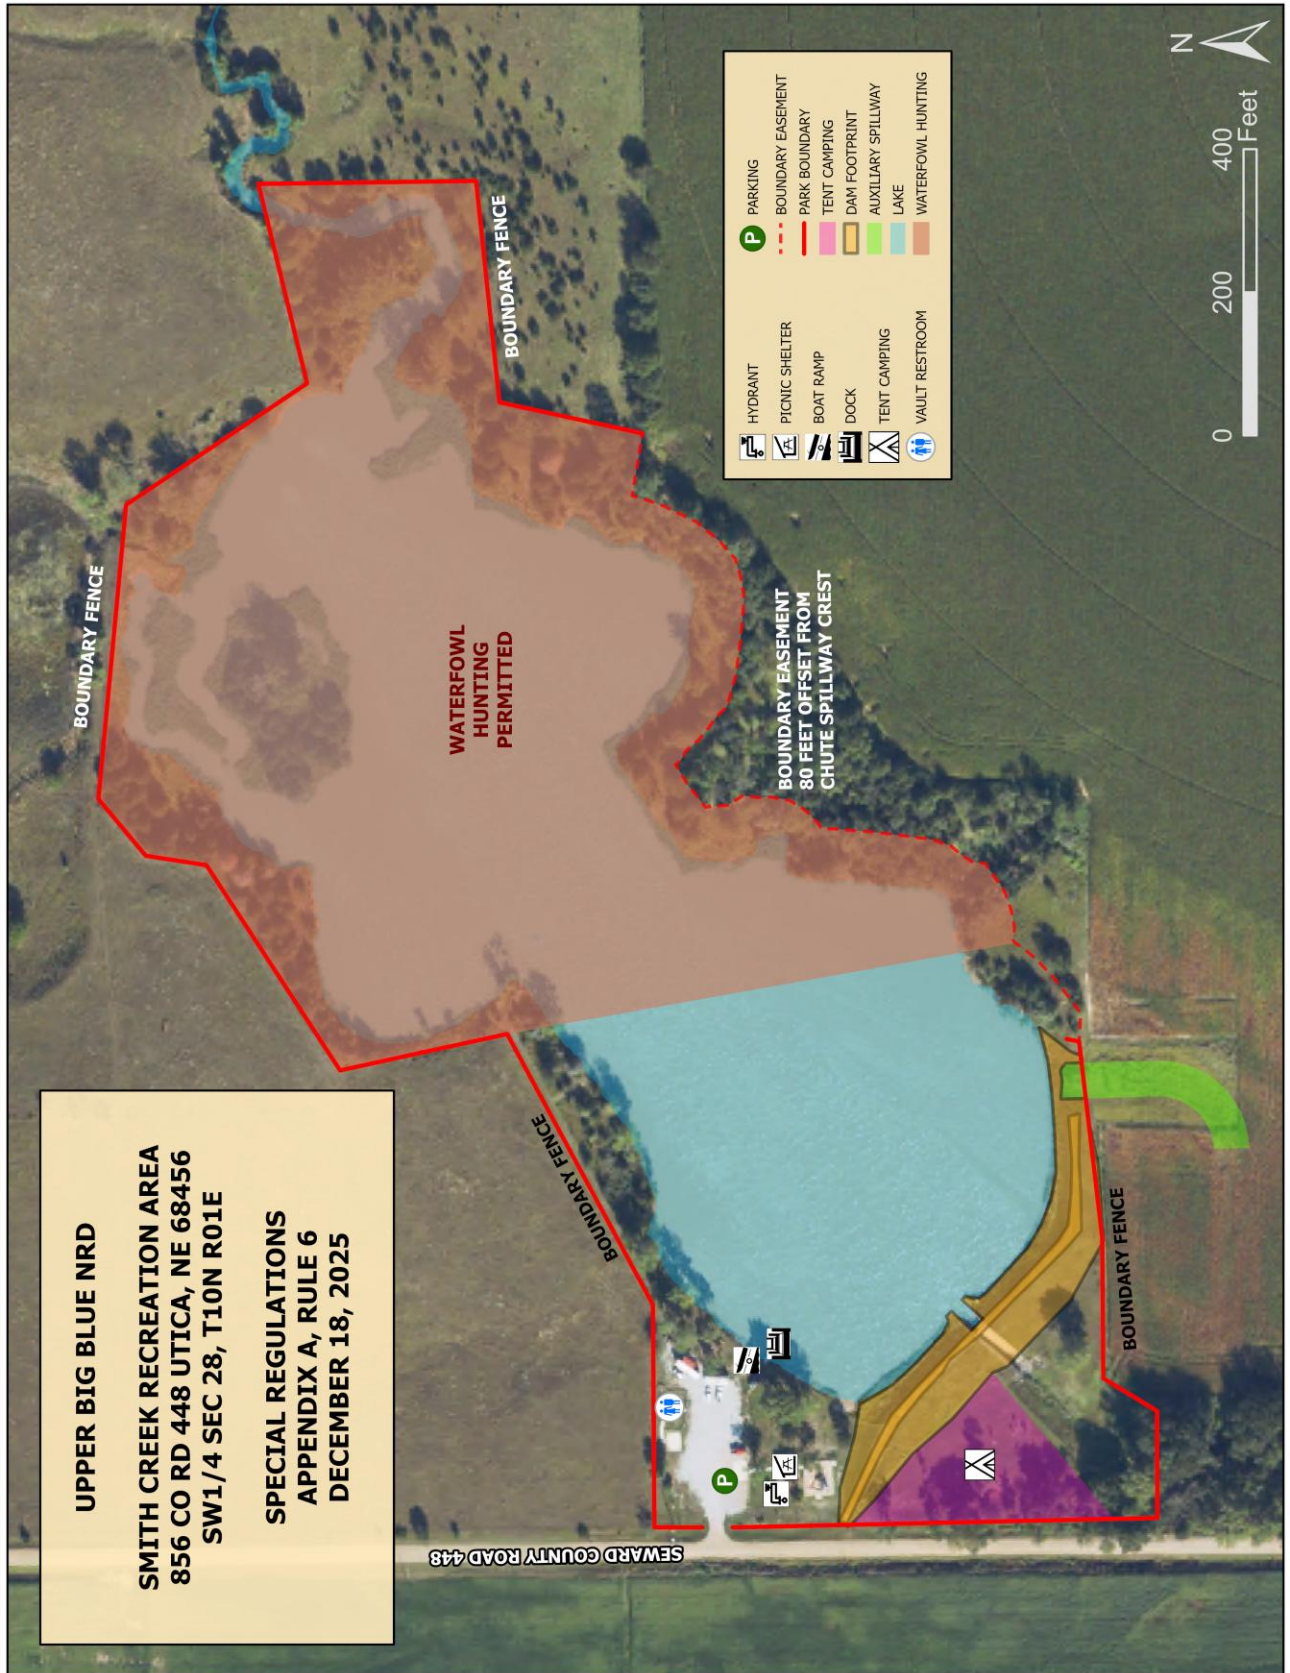 UPPER BIG BLUE NRD
SMITH CREEK RECREATION AREA
856 CO RD 448 UTICA, NE 68456
SW1/4 SEC 28, T10N R01E
SPECIAL REGULATIONS
APPENDIX A, RULE 6
DECEMBER 18, 2025
BOUNDARY FENCE
BOUNDARY FENCE
BOUNDARY FENCE
WATERFOWL
HUNTING
PERMITTED
BOUNDARY EASEMENT
80 FEET OFFSET FROM
CHUTE SPILLWAY CREST
BOUNDARY FENCE
SEWARD COUNTY ROAD 448
P
HYDRANT
PICNIC SHELTER
BOAT RAMP
DOCK
TENT CAMPING
VAULT RESTROOM
P PARKING
BOUNDARY EASEMENT
PARK BOUNDARY
TENT CAMPING
DAM FOOTPRINT
AUXILIARY SPILLWAY
LAKE
WATERFOWL HUNTING
0 200 400
Feet
N